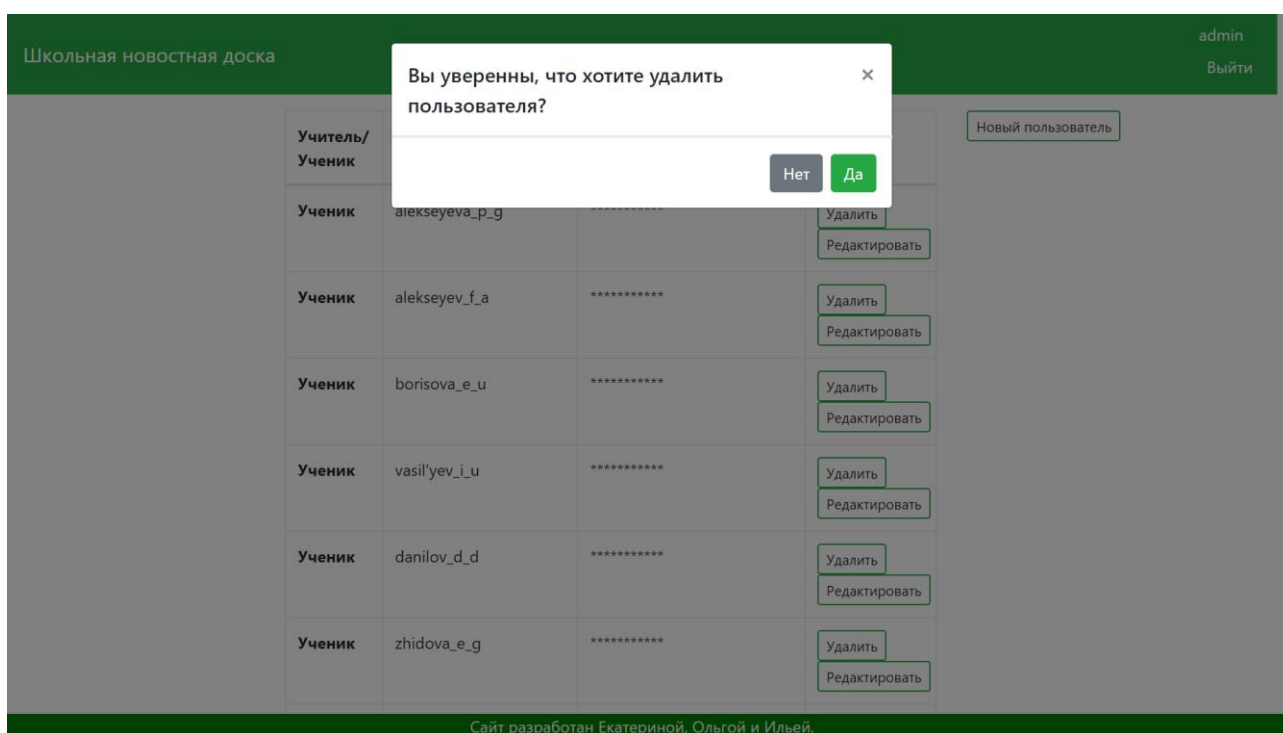 Школьная новостная доска
admin
Выйти
Вы уверенны, что хотите удалить
пользователя?
×
Нет
Да
Новый пользователь
Учитель/
Ученик
Ученик
alekseyeva_p_g
***********
Удалить
Редактировать
Ученик
alekseyev_f_a
***********
Удалить
Редактировать
Ученик
borisova_e_u
***********
Удалить
Редактировать
Ученик
vasil'yev_i_u
***********
Удалить
Редактировать
Ученик
danilov_d_d
***********
Удалить
Редактировать
Ученик
zhidova_e_g
***********
Удалить
Редактировать
Сайт разработан Екатериной, Ольгой и Ильей.